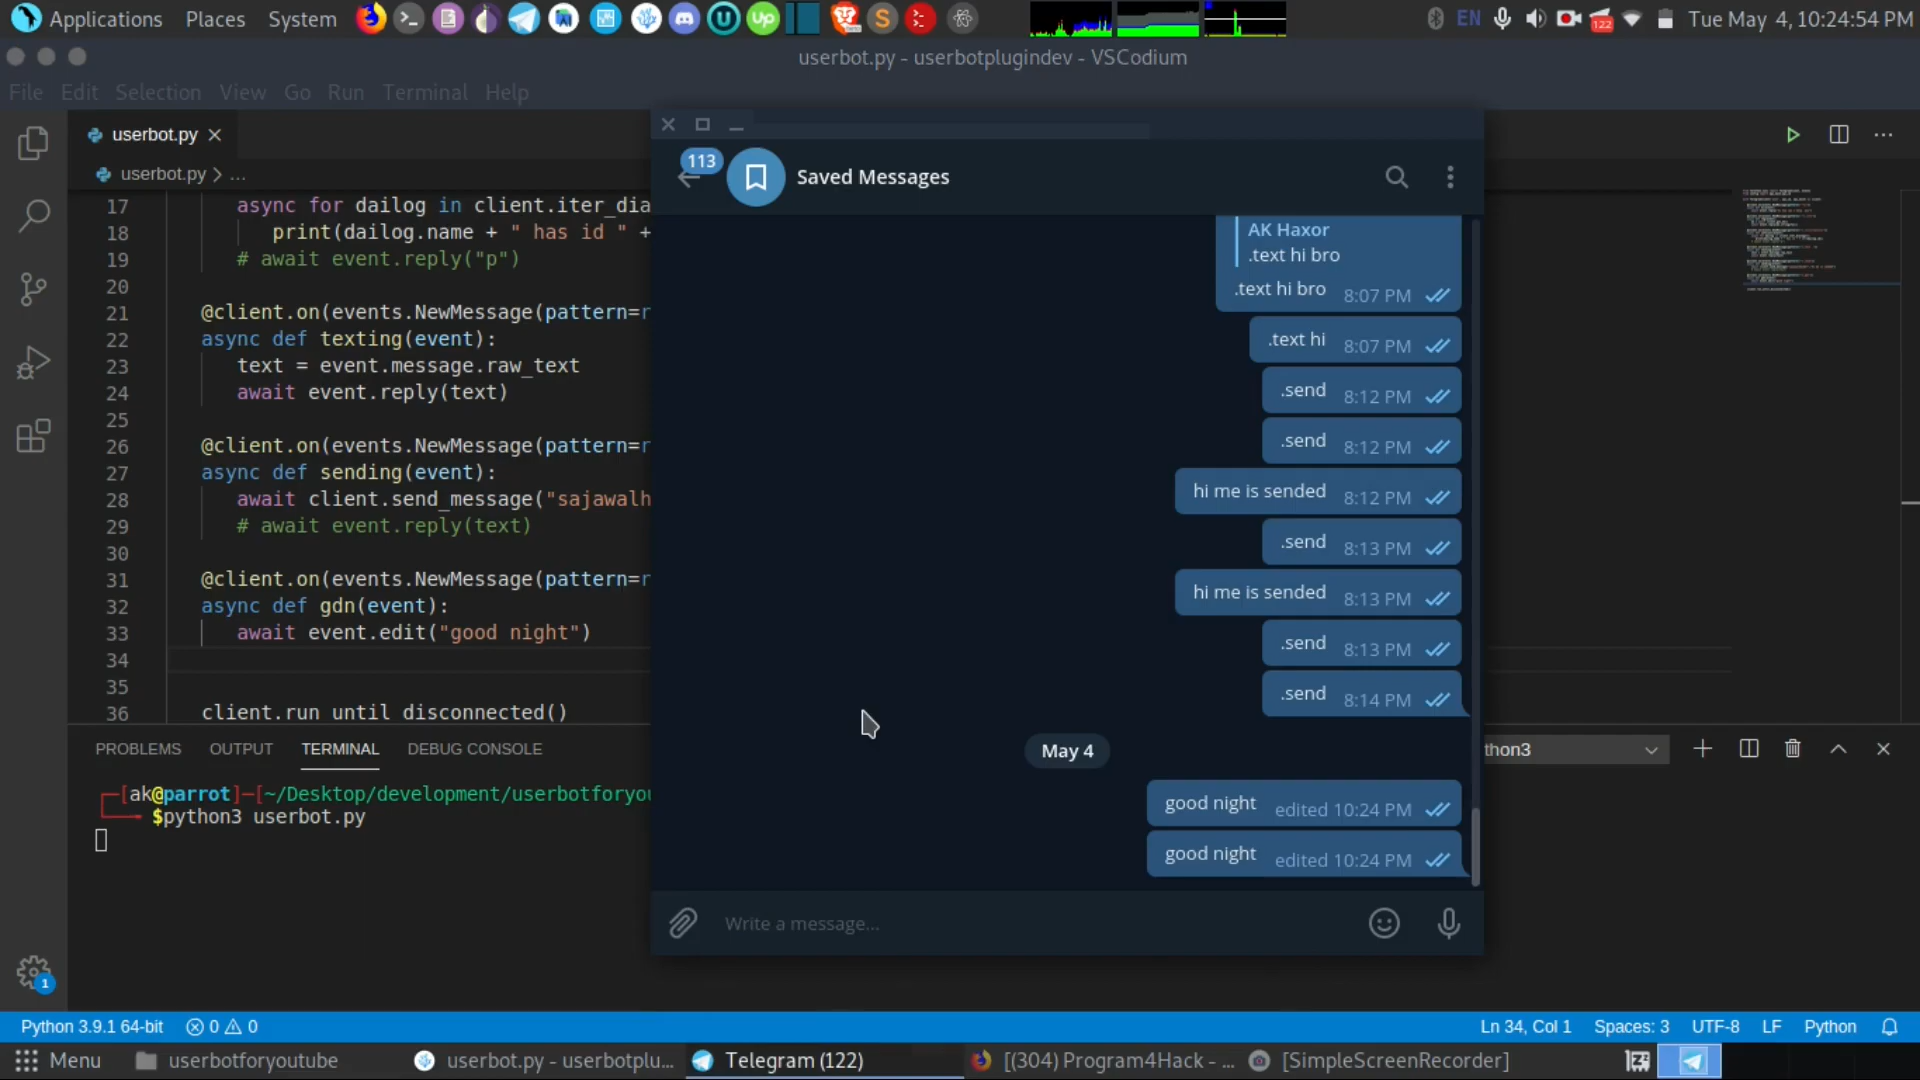 Applications Places System
S
Up
EN
122
Tue May 4, 10:24:54 PM
userbot.py - userbotplugindev - VSCodium
File Edit Selection View Go Run Terminal Help
userbot.py
userbot.py > ...
17 async for dailog in client.iter_dia
18 print(dailog.name + " has id " +
19 # await event.reply("p")
20
21 @client.on(events.NewMessage(pattern=r
22 async def texting(event):
23 text = event.message.raw_text
24 await event.reply(text)
25
26 @client.on(events.NewMessage(pattern=r
27 async def sending(event):
28 await client.send_message("sajawalh
29 # await event.reply(text)
30
31 @client.on(events.NewMessage(pattern=r
32 async def gdn(event):
33 await event.edit("good night")
34
35
36 client.run_until_disconnected()
PROBLEMS OUTPUT TERMINAL DEBUG CONSOLE
thon3
[ak@parrot]-[~/Desktop/development/userbotforyou
$python3 userbot.py
113
Saved Messages
AK Haxor
.text hi bro
.text hi bro 8:07 PM
.text hi 8:07 PM
.send 8:12 PM
.send 8:12 PM
hi me is sended 8:12 PM
.send 8:13 PM
hi me is sended 8:13 PM
.send 8:13 PM
.send 8:14 PM
May 4
good night edited 10:24 PM
good night edited 10:24 PM
Write a message...
1
Python 3.9.1 64-bit 0 0
Ln 34, Col 1 Spaces: 3 UTF-8 LF Python
Menu userbotforyoutube userbot.py - userbotplu... Telegram (122) [(304) Program4Hack - ... [SimpleScreenRecorder]